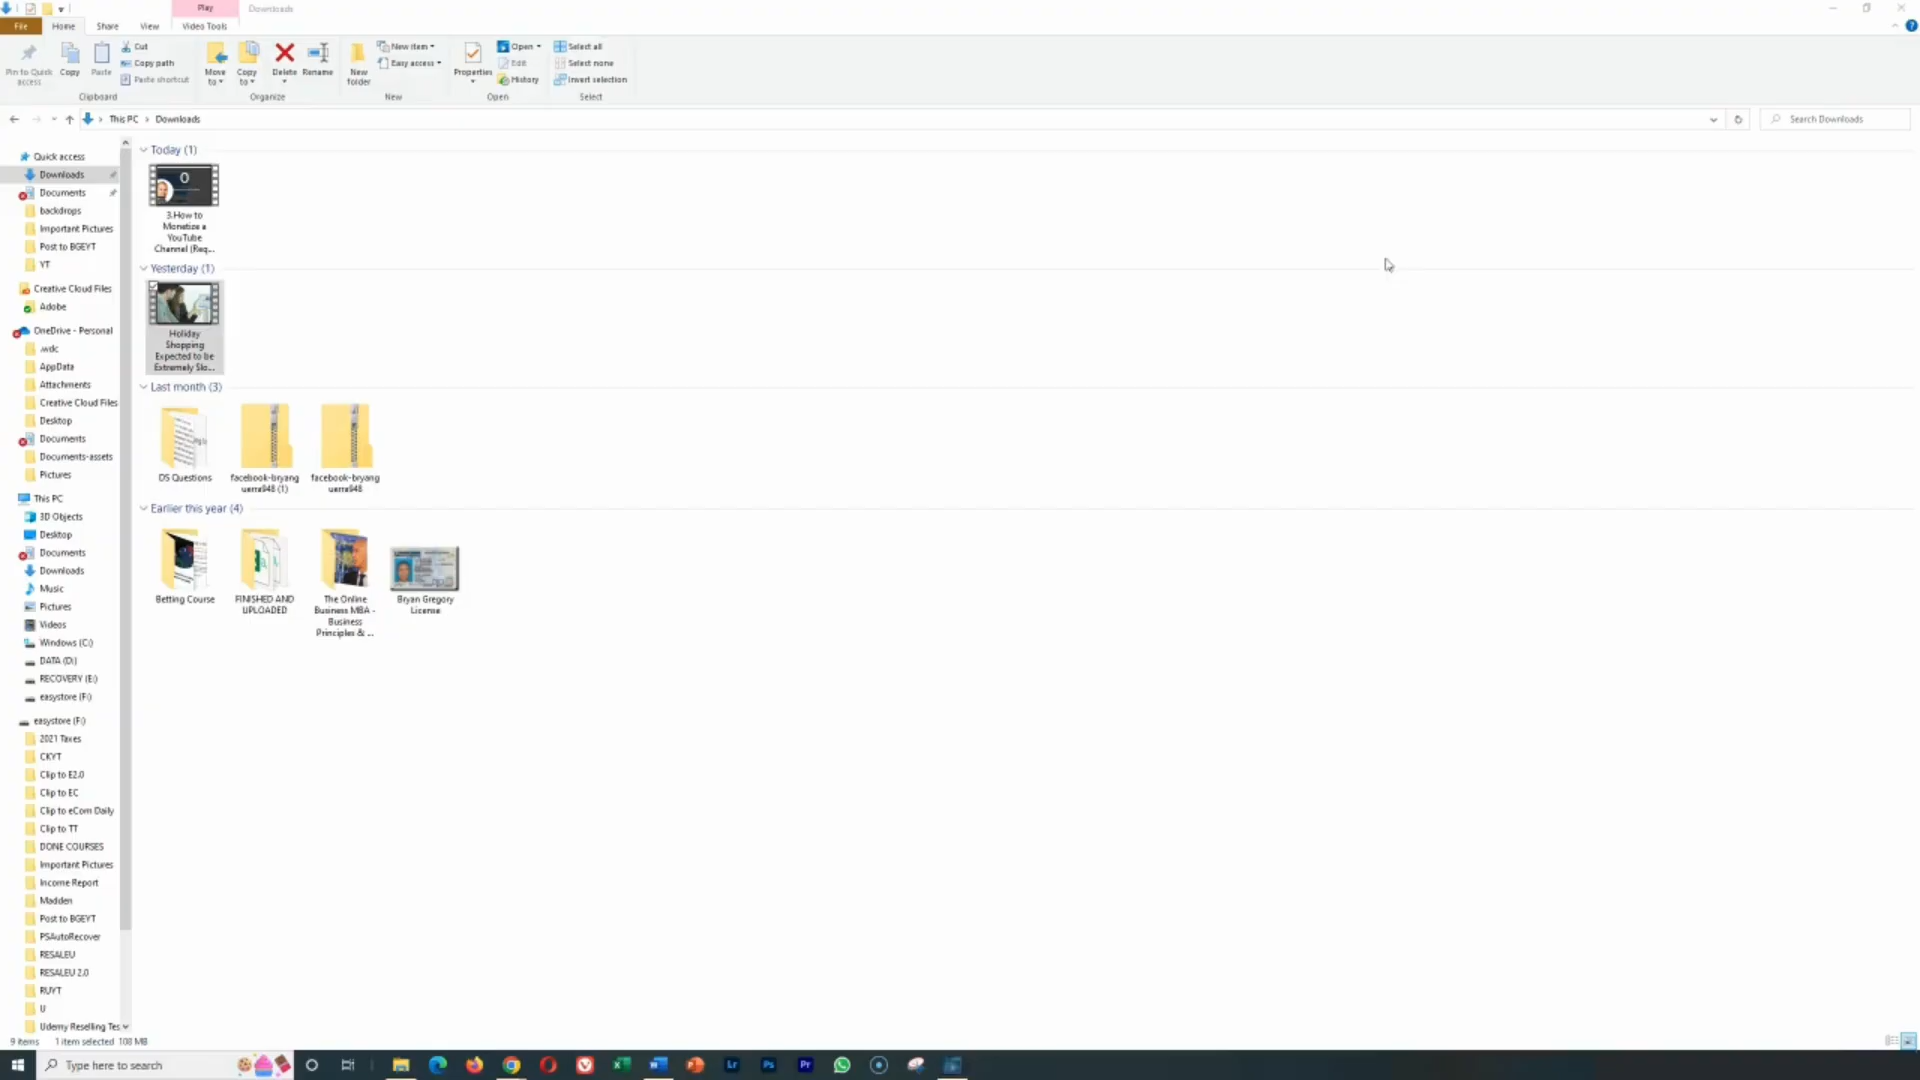 Play
Downloads
File
Home
Share
View
Video Tools
Pin to Quick access
Copy
Paste
Cut
Copy path
Paste shortcut
Clipboard
Move to
Copy to
Delete
Rename
Organize
New folder
New item
Easy access
New
Properties
Open
Edit
History
Open
Select all
Select none
Invert selection
Select
This PC
Downloads
Search Downloads
Quick access
Downloads
Documents
backdrops
Important Pictures
Post to BGEYT
YT
Creative Cloud Files
Adobe
OneDrive - Personal
.wdc
AppData
Attachments
Creative Cloud Files
Desktop
Documents
Documents-assets
Pictures
This PC
3D Objects
Desktop
Documents
Downloads
Music
Pictures
Videos
Windows (C:)
DATA (D:)
RECOVERY (E:)
easystore (F:)
easystore (F:)
2021 Taxes
CKYT
Clip to E2.0
Clip to EC
Clip to eCom Daily
Clip to TT
DONE COURSES
Important Pictures
Income Report
Madden
Post to BGEYT
PSAutoRecover
RESALEU
RESALEU 2.0
RUYT
U
Udemy Reselling Tes
Today (1)
3.How to
Monetize a
YouTube
Channel (Req...
Yesterday (1)
Holiday
Shopping
Expected to be
Extremely Slo...
Last month (3)
DS Questions
facebook-bryang
uerra948 (1)
facebook-bryang
uerra948
Earlier this year (4)
Betting Course
FINISHED AND
UPLOADED
The Online
Business MBA -
Business
Principles & ...
Bryan Gregory
License
9 items
1 item selected 108 MB
Type here to search
Lr
Ps
Pr